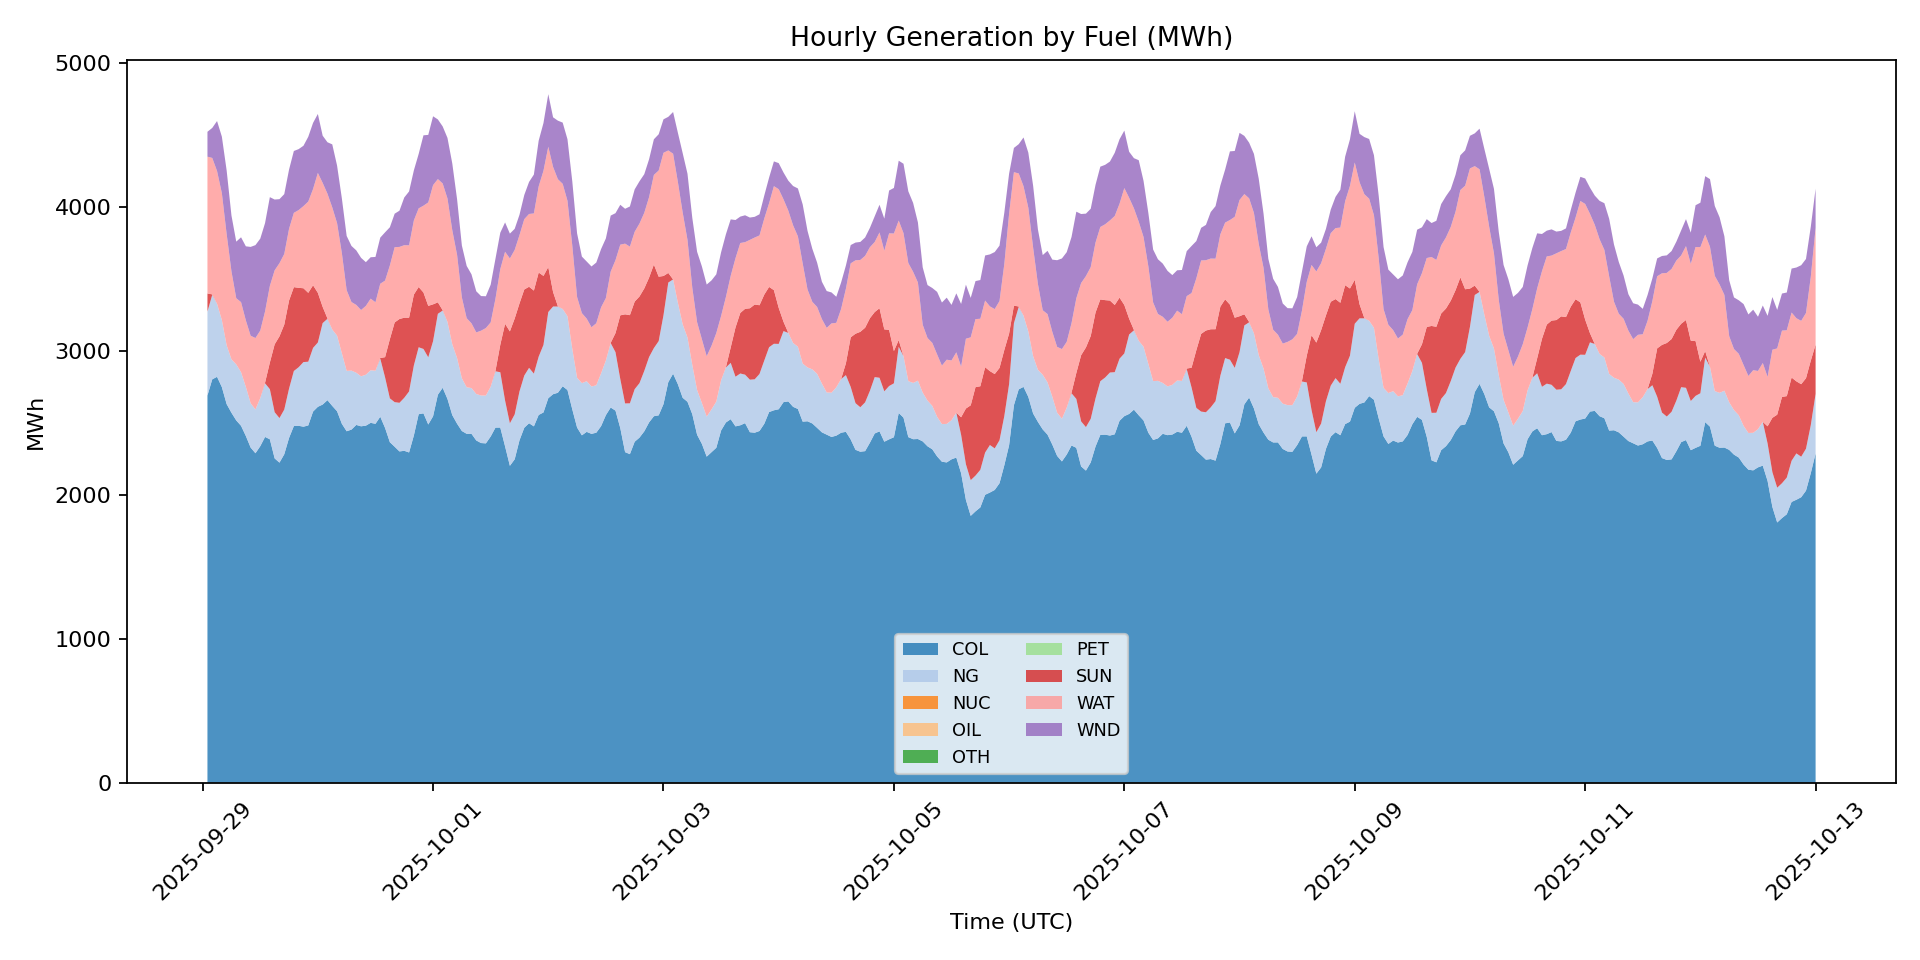 Hourly Generation by Fuel (MWh)
5000
4000
3000
2000
1000
0
MWh
COL
NG
NUC
OIL
OTH
PET
SUN
WAT
WND
2025-09-29
2025-10-01
2025-10-03
2025-10-05
2025-10-07
2025-10-09
2025-10-11
2025-10-13
Time (UTC)